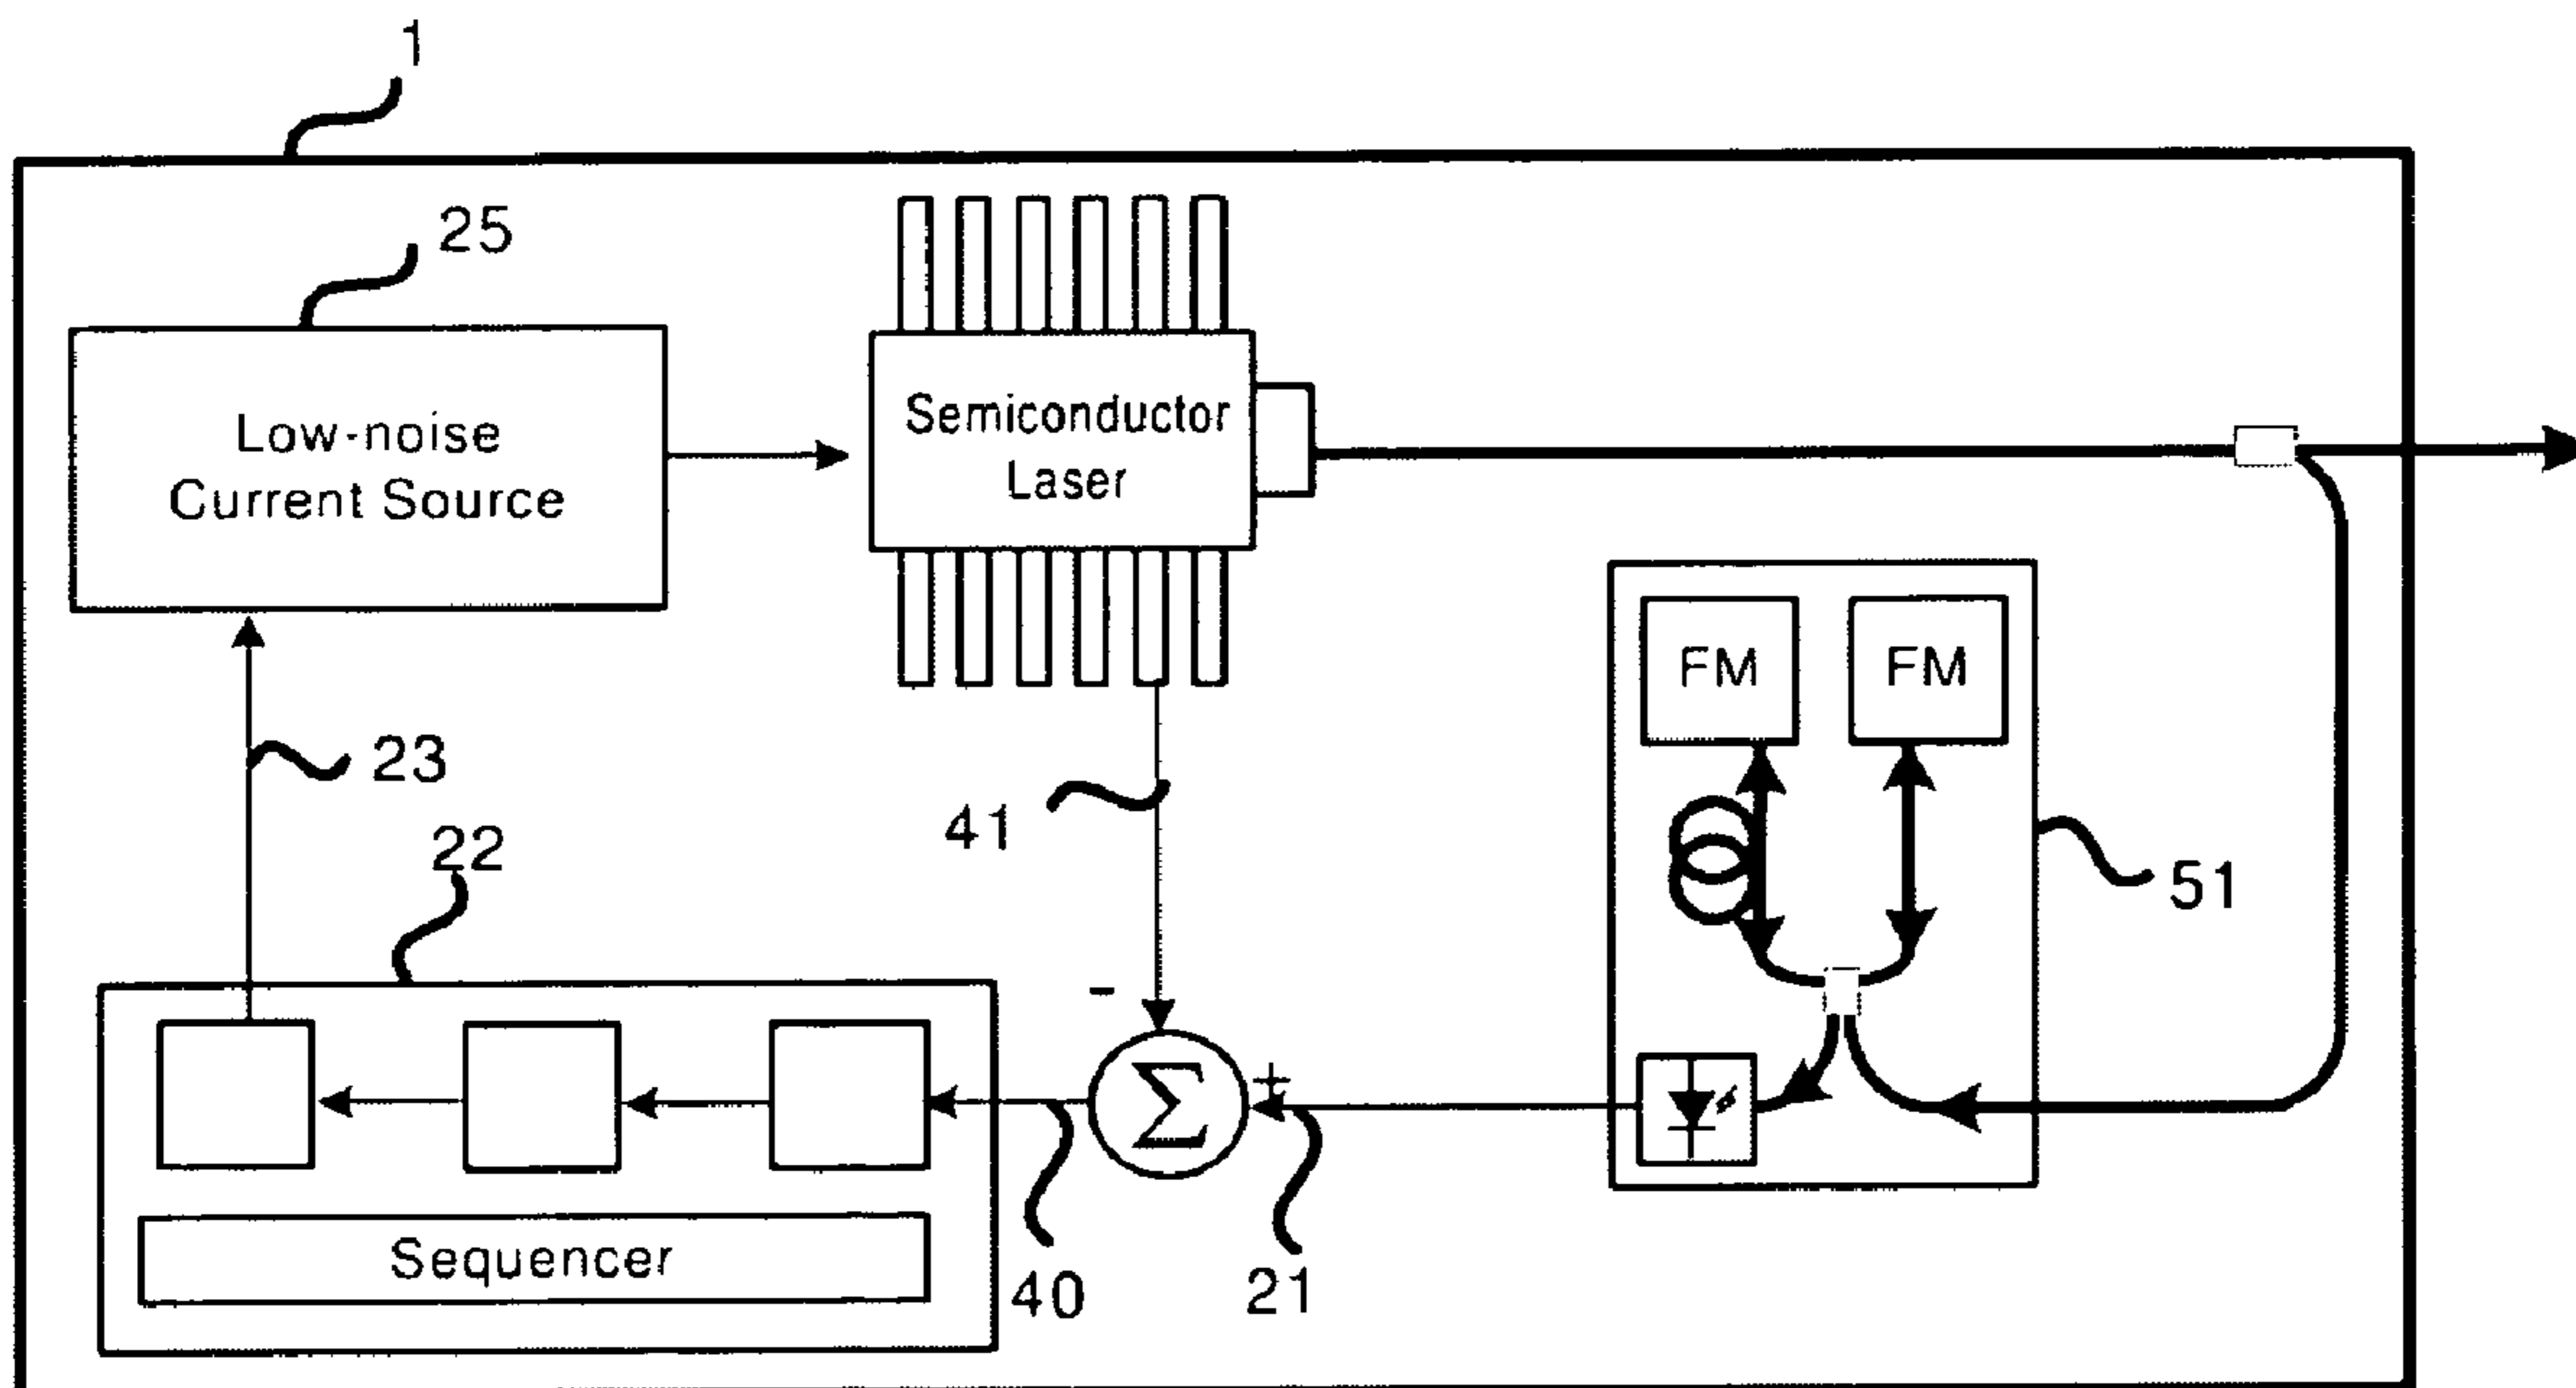 1
25
Low-noise
Current Source
Semiconductor
Laser
FM
FM
23
41
22
51
-
+
Σ
Sequencer
40
21